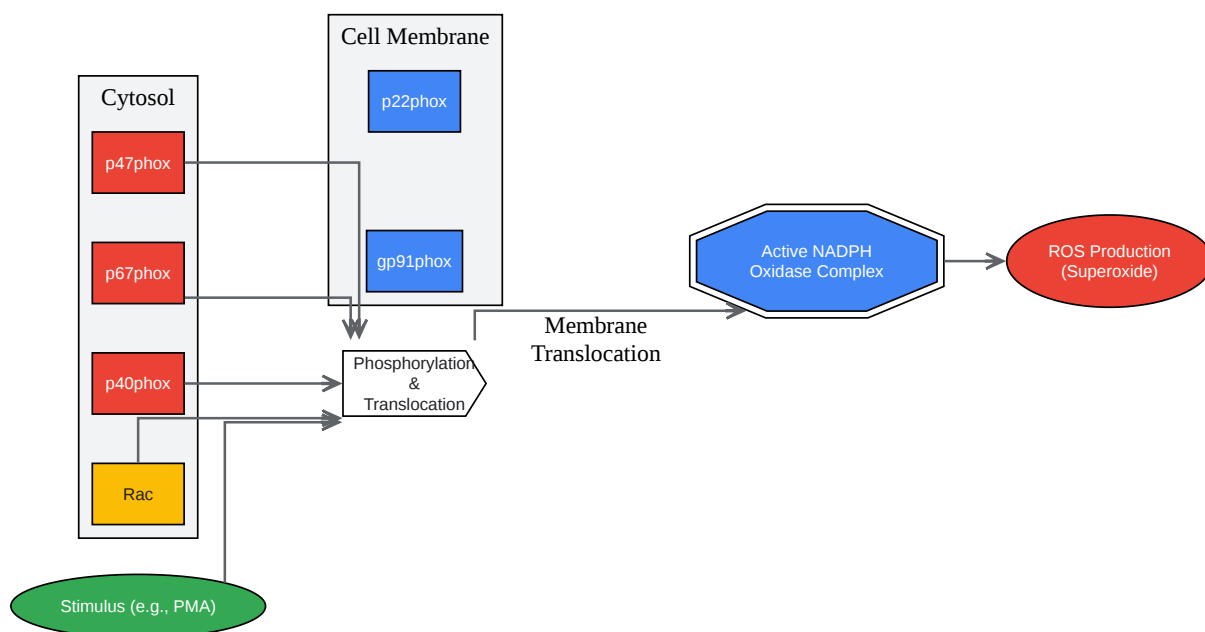 Cell Membrane
p22phox
gp91phox
Cytosol
p47phox
p67phox
p40phox
Rac
Stimulus (e.g., PMA)
Phosphorylation
&
Translocation
Membrane
Translocation
Active NADPH
Oxidase Complex
ROS Production
(Superoxide)